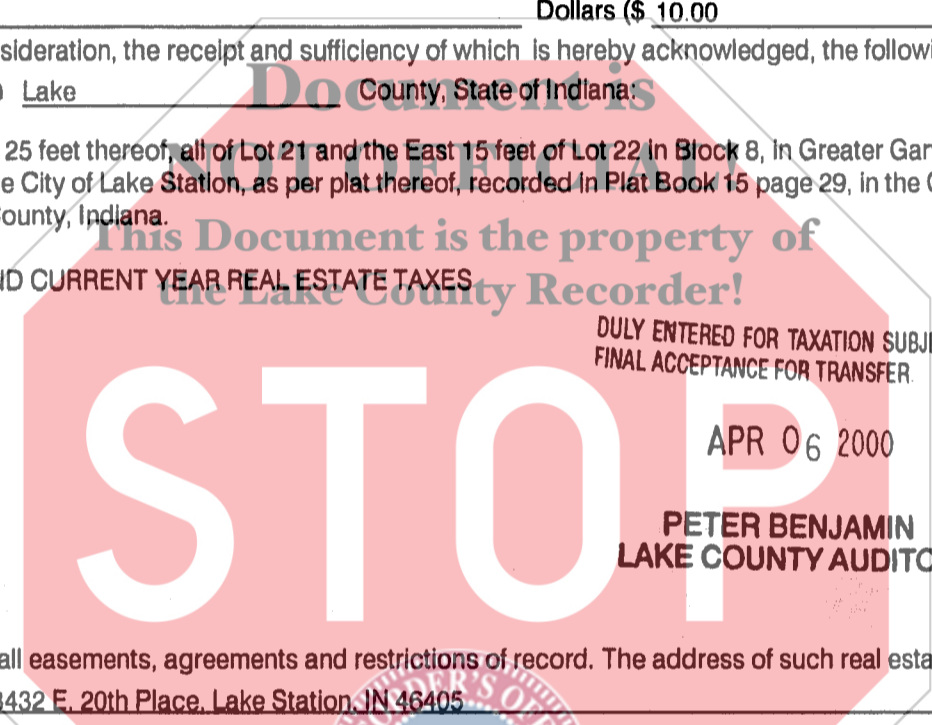 Dollars ($ 10.00
sideration, the receipt and sufficiency of which is hereby acknowledged, the followi
Lake County, State of Indiana:
Document is
25 feet thereof, all of Lot 21 and the East 15 feet of Lot 22 in Block 8, in Greater Gar
NOT OFFICIAL!
e City of Lake Station, as per plat thereof, recorded in Plat Book 15 page 29, in the
ounty, Indiana.
This Document is the property of
ND CURRENT YEAR REAL ESTATE TAXES
the Lake County Recorder!
DULY ENTERED FOR TAXATION SUBJE
FINAL ACCEPTANCE FOR TRANSFER
STOP
APR 06 2000
PETER BENJAMIN
LAKE COUNTY AUDITO
all easements, agreements and restrictions of record. The address of such real esta
3432 E. 20th Place, Lake Station, IN 46405
DER'S OF